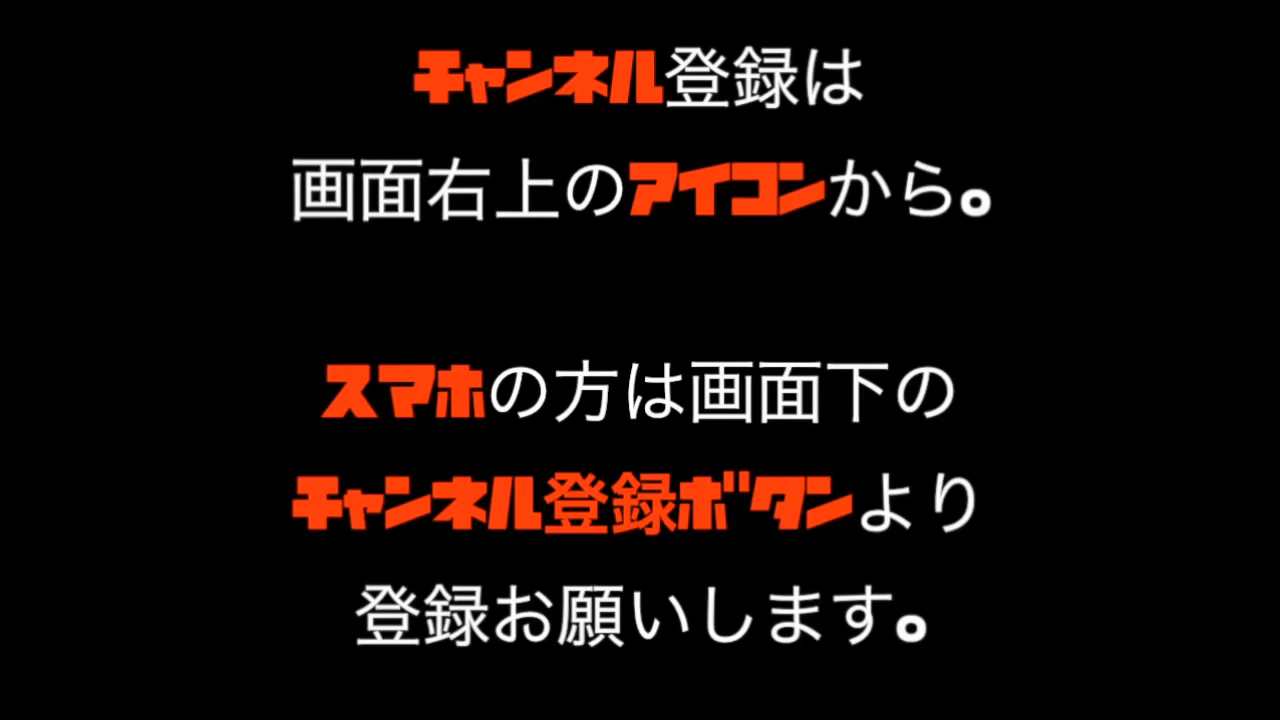 チャンネル登録は
画面右上のアイコンから。
スマホの方は画面下の
チャンネル登録ボタンより
登録お願いします。